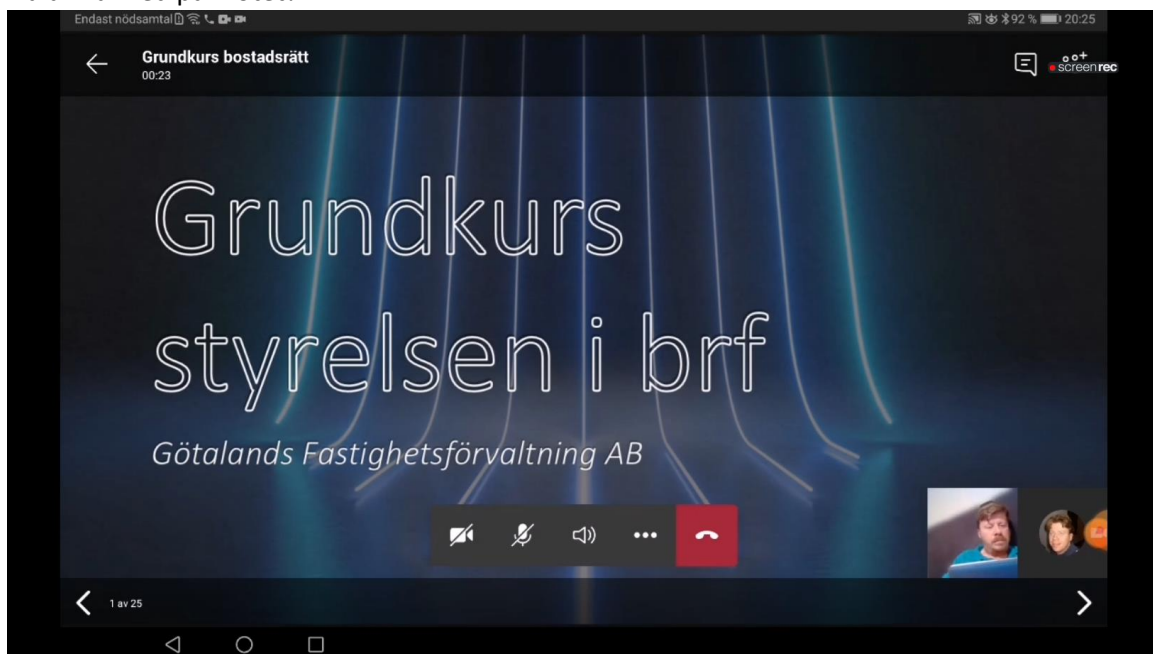 Endast nödsamtal
92 %
20:25
Grundkurs bostadsrätt
00:23
screenrec
Grundkurs
styrelsen i brf
Götalands Fastighetsförvaltning AB
1 av 25